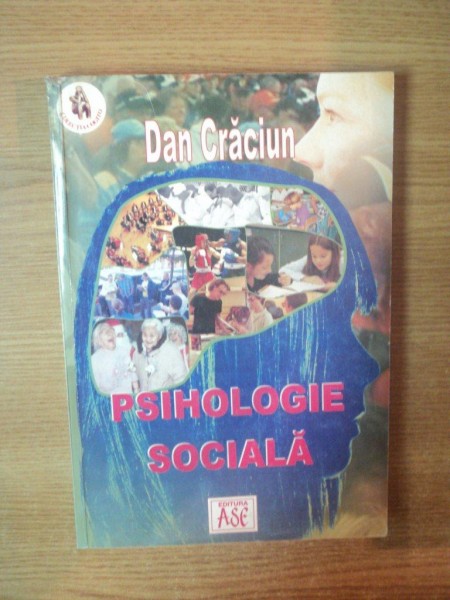 Dan Crăciun
PSIHOLOGIE
SOCIALĂ
EDITURA
ASE